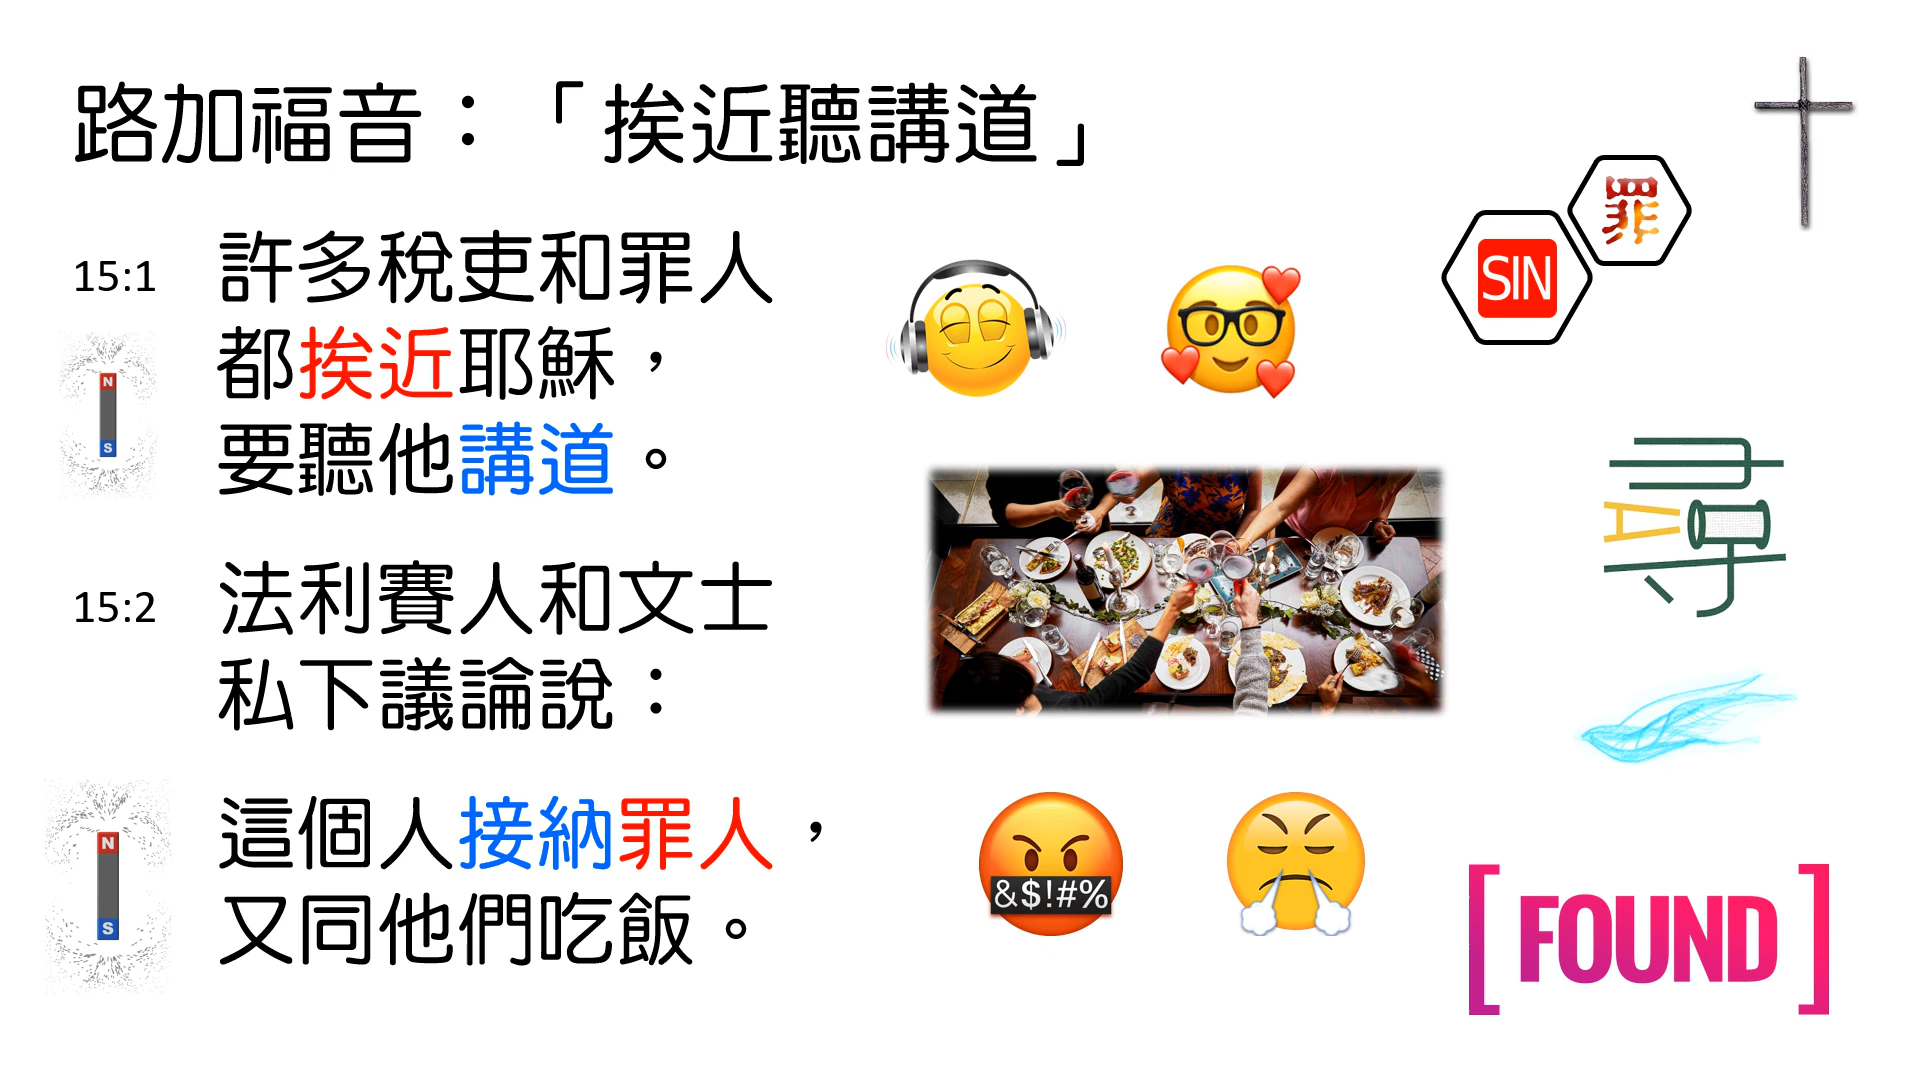 路加福音：「挨近聽講道」
15:1 許多稅吏和罪人
都挨近耶穌，
要聽他講道。
15:2 法利賽人和文士
私下議論說：
這個人接納罪人，
又同他們吃飯。
N
S
N
S
罪
SIN
尋
&$!#%
[FOUND]